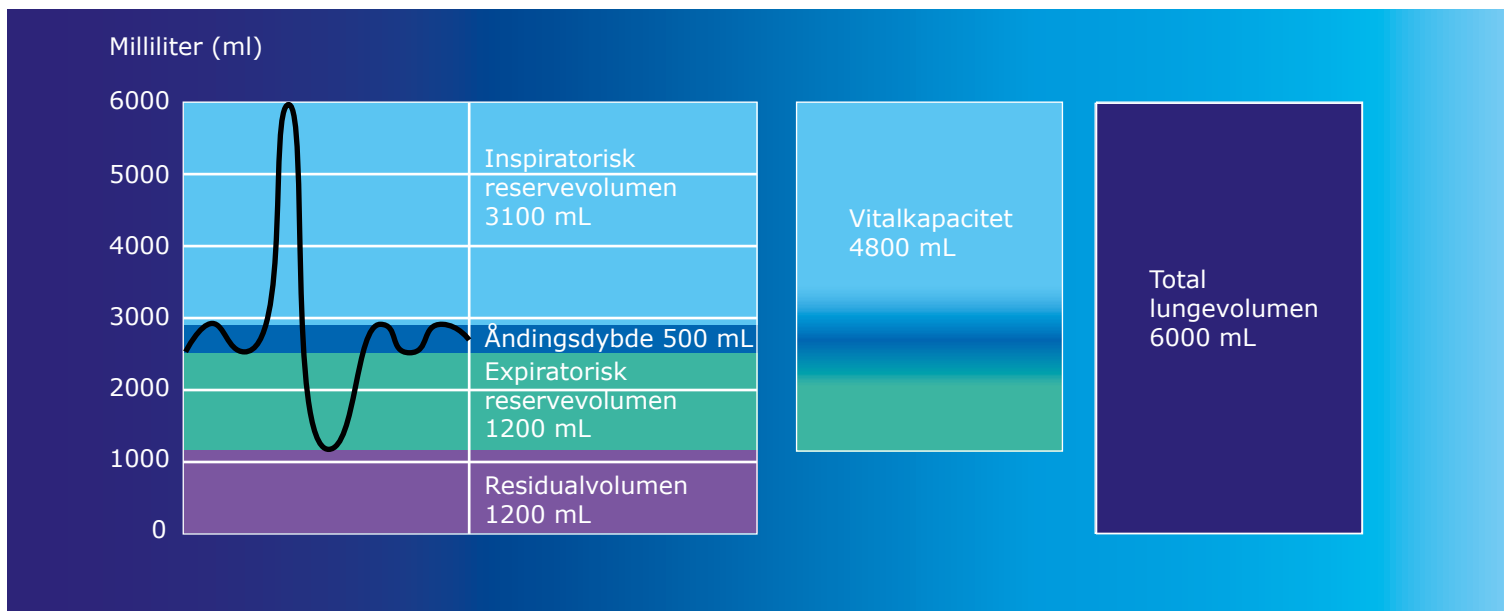 Milliliter (ml)
6000
5000
4000
3000
2000
1000
0
Inspiratorisk
reservevolumen
3100 mL
Åndingsdybde 500 mL
Expiratorisk
reservevolumen
1200 mL
Residualvolumen
1200 mL
Vitalkapacitet
4800 mL
Total
lungevolumen
6000 mL